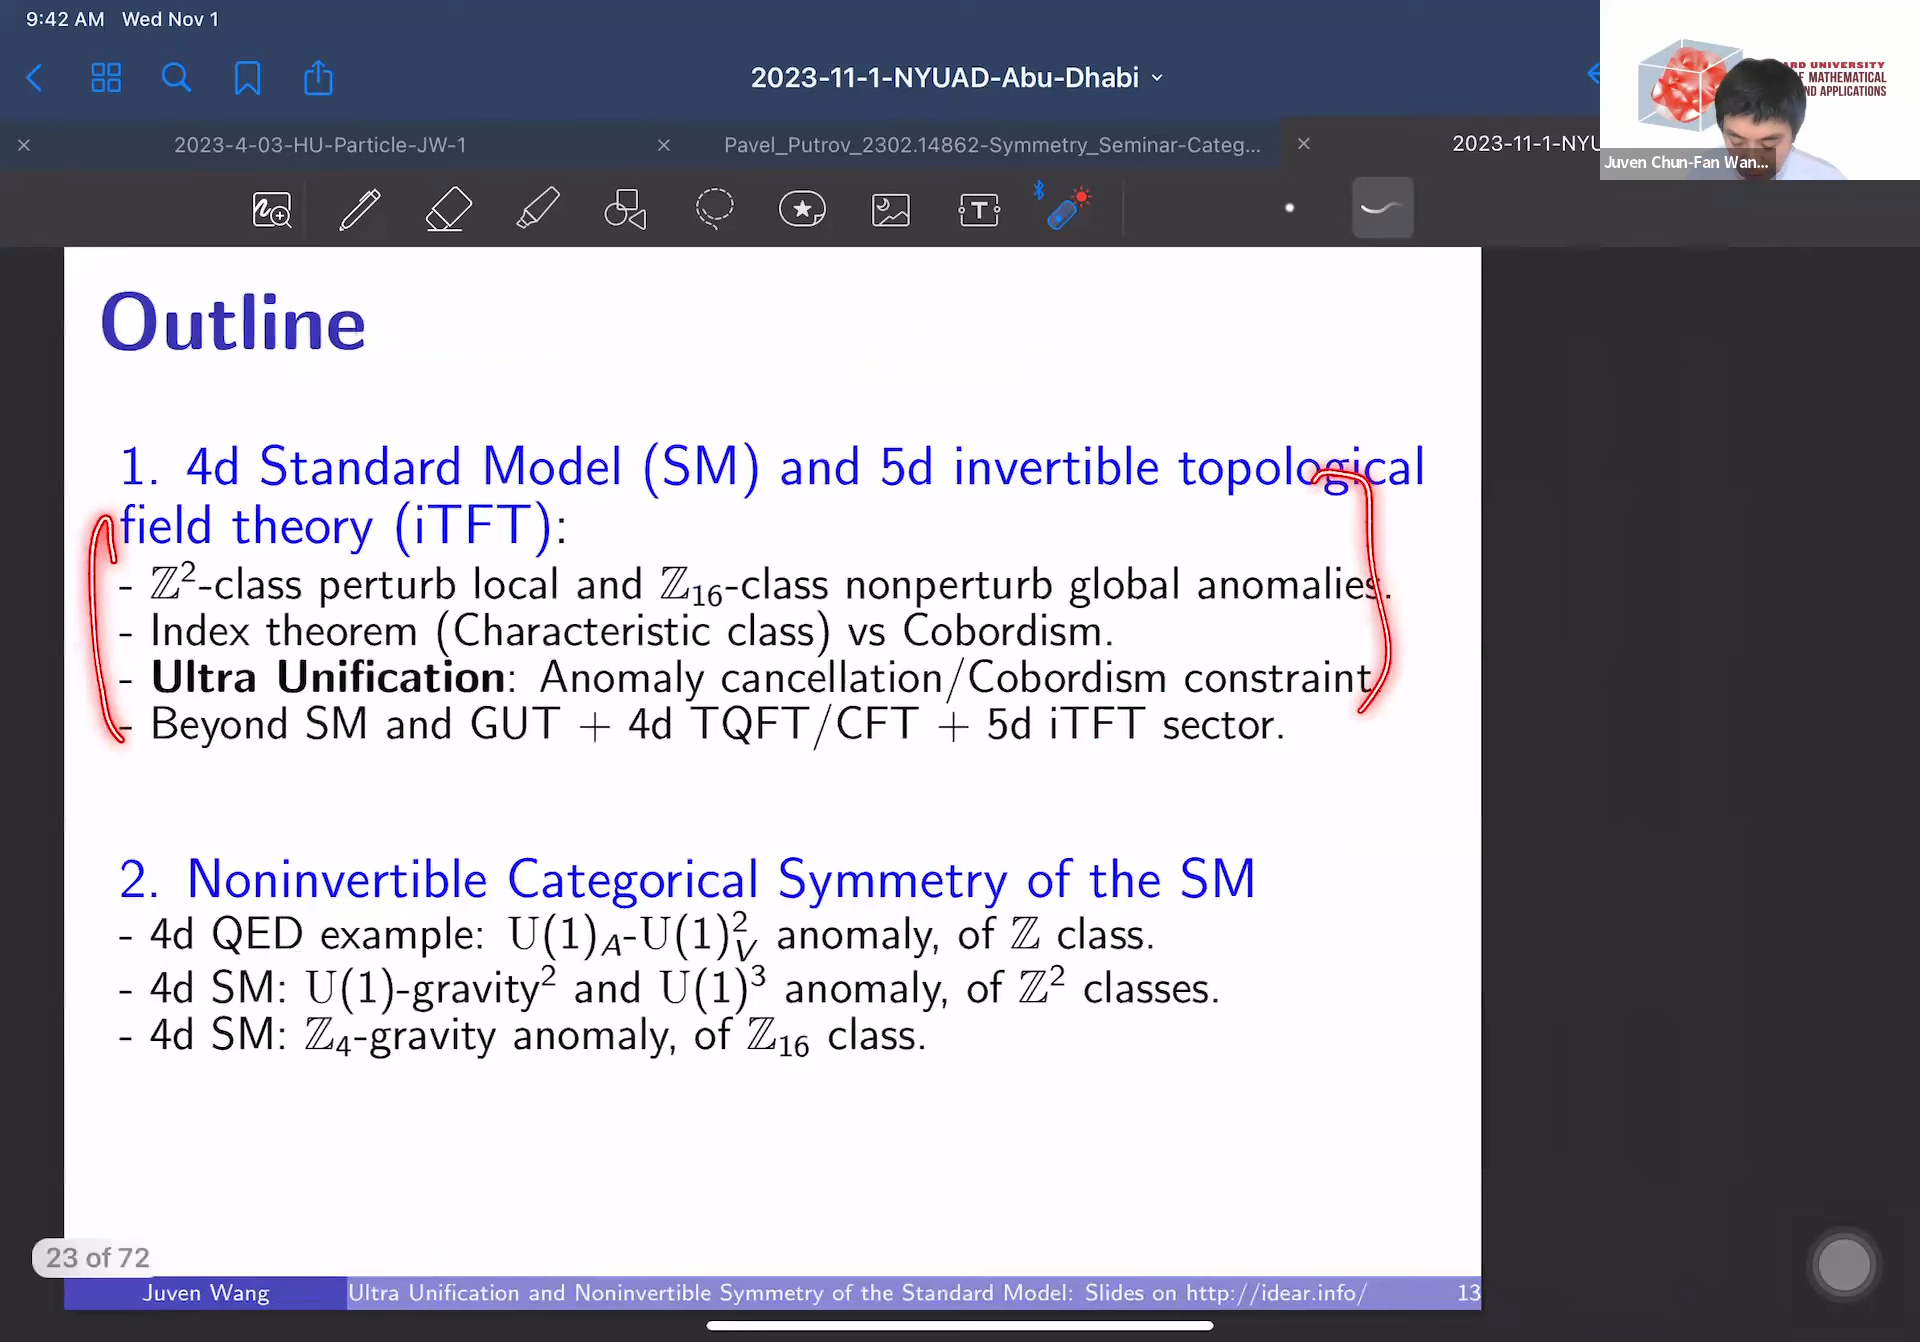 9:42 AM Wed Nov 1
2023-11-1-NYUAD-Abu-Dhabi
2023-4-03-HU-Particle-JW-1
Pavel_Putrov_2302.14862-Symmetry_Seminar-Categ...
2023-11-1-NYU
ARD UNIVERSITY
F MATHEMATICAL
ND APPLICATIONS
Juven Chun-Fan Wan...
T
Outline
1. 4d Standard Model (SM) and 5d invertible topological
field theory (iTFT):
- ℤ²-class perturb local and ℤ₁₆-class nonperturb global anomalies.
- Index theorem (Characteristic class) vs Cobordism.
- Ultra Unification: Anomaly cancellation/Cobordism constraint
- Beyond SM and GUT + 4d TQFT/CFT + 5d iTFT sector.
2. Noninvertible Categorical Symmetry of the SM
- 4d QED example: U(1)_A-U(1)²_V anomaly, of ℤ class.
- 4d SM: U(1)-gravity² and U(1)³ anomaly, of ℤ² classes.
- 4d SM: ℤ₄-gravity anomaly, of ℤ₁₆ class.
23 of 72
Juven Wang
Ultra Unification and Noninvertible Symmetry of the Standard Model: Slides on http://idear.info/
13